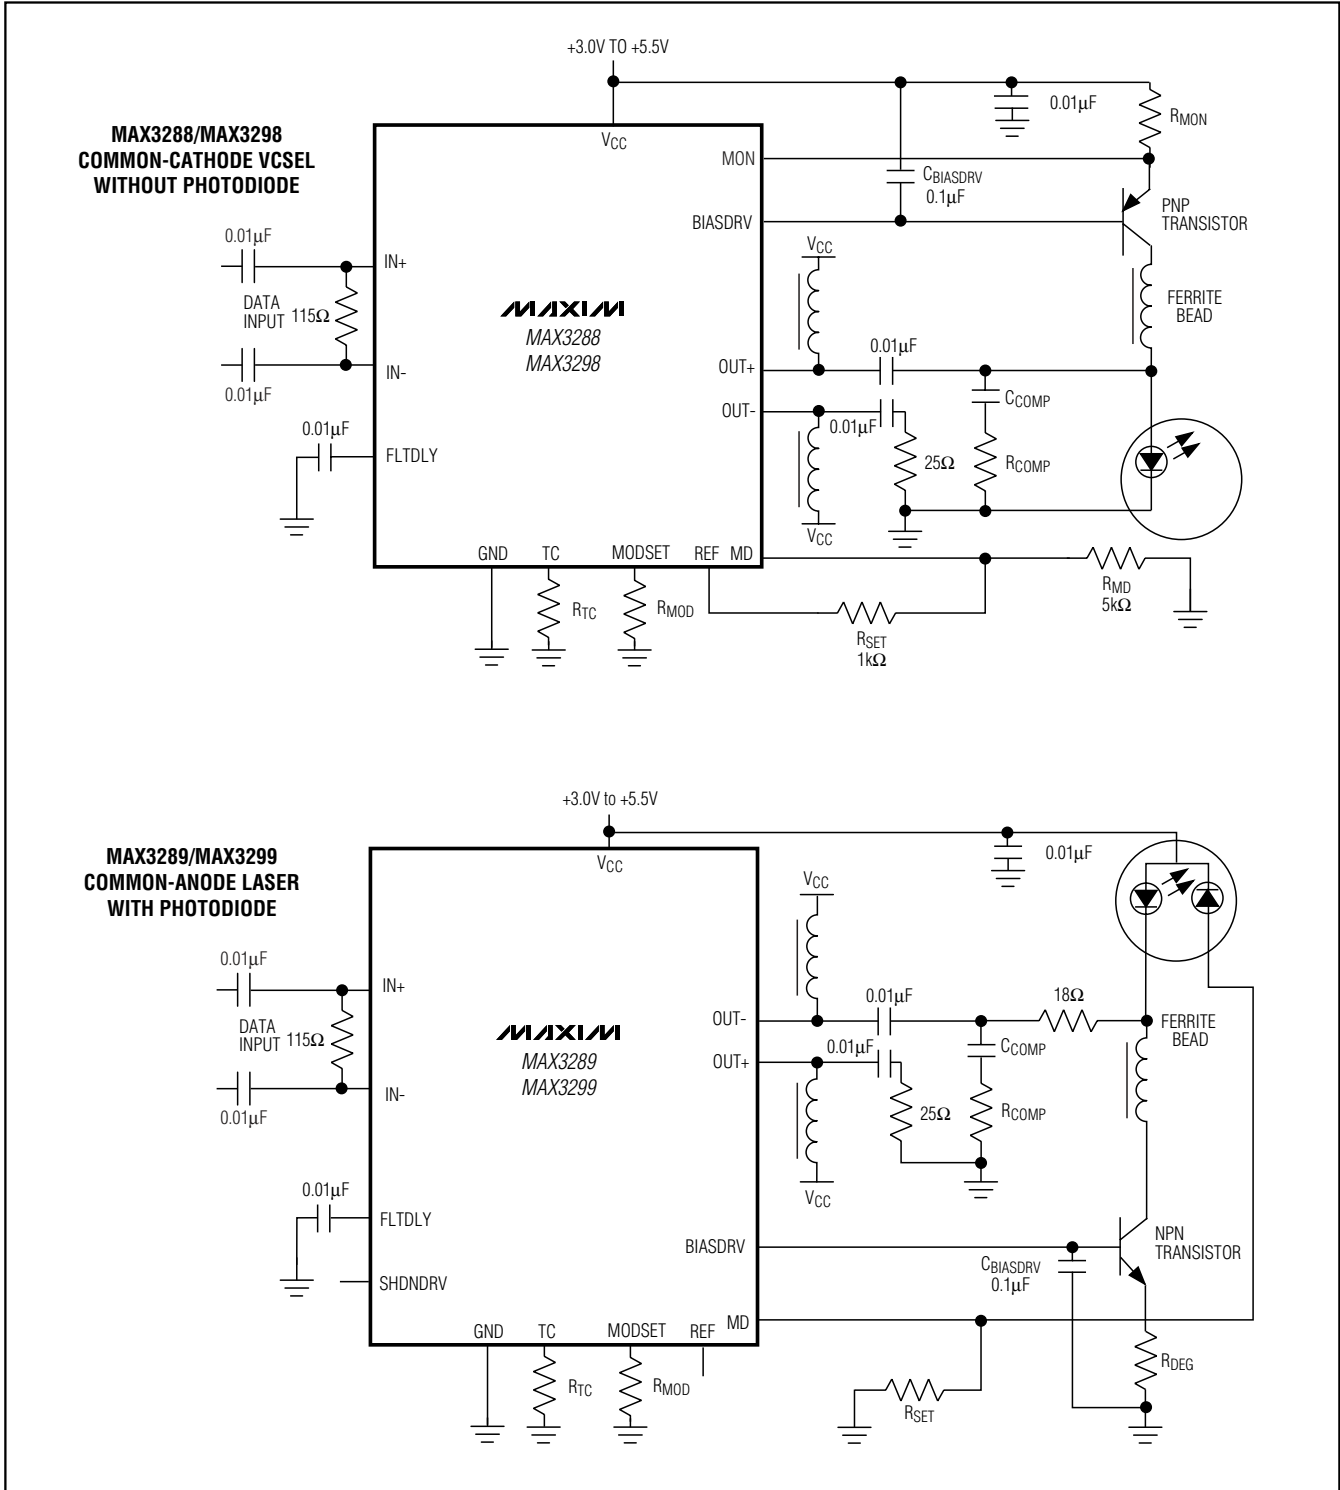 +3.0V TO +5.5V
MAX3288/MAX3298
COMMON-CATHODE VCSEL
WITHOUT PHOTODIODE
VCC
0.01μF
RMON
MON
CBIASDRV
0.1μF
BIASDRV
PNP
TRANSISTOR
0.01μF
IN+
DATA
INPUT
115Ω
IN-
0.01μF
MAXIM
MAX3288
MAX3298
VCC
FERRITE
BEAD
0.01μF
OUT+
OUT-
CCOMP
0.01μF
25Ω
RCOMP
0.01μF
FLTDLY
VCC
GND
TC
MODSET
REF
MD
RTC
RMOD
RSET
1kΩ
RMD
5kΩ
+3.0V to +5.5V
MAX3289/MAX3299
COMMON-ANODE LASER
WITH PHOTODIODE
VCC
0.01μF
VCC
0.01μF
IN+
DATA
INPUT
115Ω
IN-
0.01μF
MAXIM
MAX3289
MAX3299
0.01μF
18Ω
OUT-
FERRITE
BEAD
OUT+
0.01μF
CCOMP
25Ω
RCOMP
VCC
0.01μF
FLTDLY
SHDNDRV
BIASDRV
CBIASDRV
0.1μF
NPN
TRANSISTOR
MD
GND
TC
MODSET
REF
RTC
RMOD
RSET
RDEG